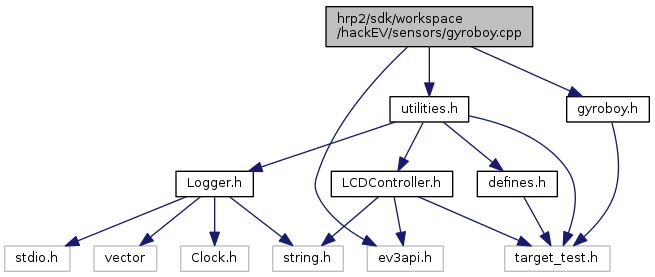 hrp2/sdk/workspace
/hackEV/sensors/gyroboy.cpp
utilities.h
gyroboy.h
Logger.h
LCDController.h
defines.h
stdio.h
vector
Clock.h
string.h
ev3api.h
target_test.h